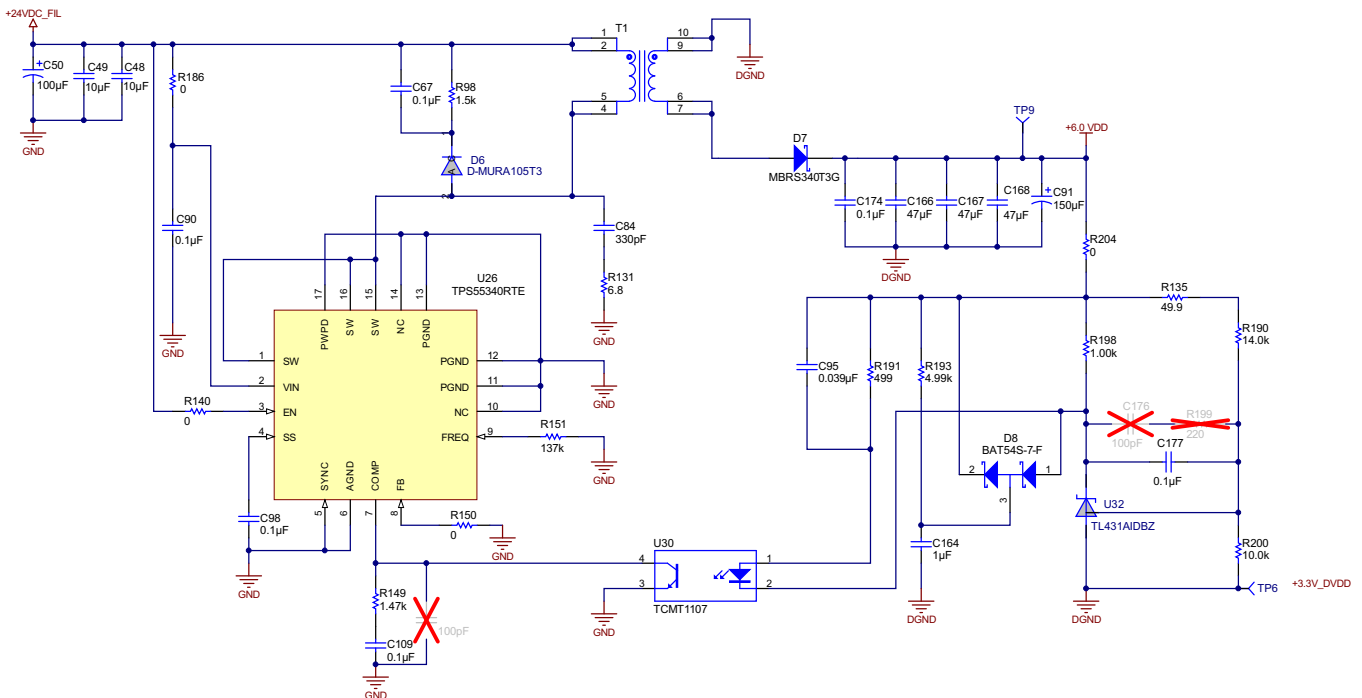 +24VDC_FIL
+C50
100µF
C49
10µF
C48
10µF
GND
R186
0
C90
0.1µF
GND
C67
0.1µF
R98
1.5k
1
A
2
D6
D-MURA105T3
T1
1
2
5
4
10
9
6
7
DGND
D7
MBRS340T3G
TP9
+6.0 VDD
C174
0.1µF
C166
47µF
C167
47µF
C168
47µF
+
C91
150µF
DGND
R204
0
C84
330pF
R131
6.8
GND
U26
TPS55340RTE
17
16
15
14
13
PWPD
SW
SW
NC
PGND
1
SW
2
VIN
3
EN
4
SS
PGND
12
PGND
11
NC
10
FREQ
9
SYNC
AGND
COMP
FB
5
6
7
8
R140
0
GND
R151
137k
GND
C98
0.1µF
GND
R150
0
GND
R149
1.47k
C109
0.1µF
100pF
GND
U30
4
3
1
2
TCMT1107
GND
C95
0.039µF
R191
499
R193
4.99k
D8
BAT54S-7-F
2
1
3
C164
1µF
DGND
R135
49.9
R198
1.00k
R190
14.0k
C176
100pF
R199
220
C177
0.1µF
U32
TL431AIDBZ
R200
10.0k
DGND
TP6
+3.3V_DVDD